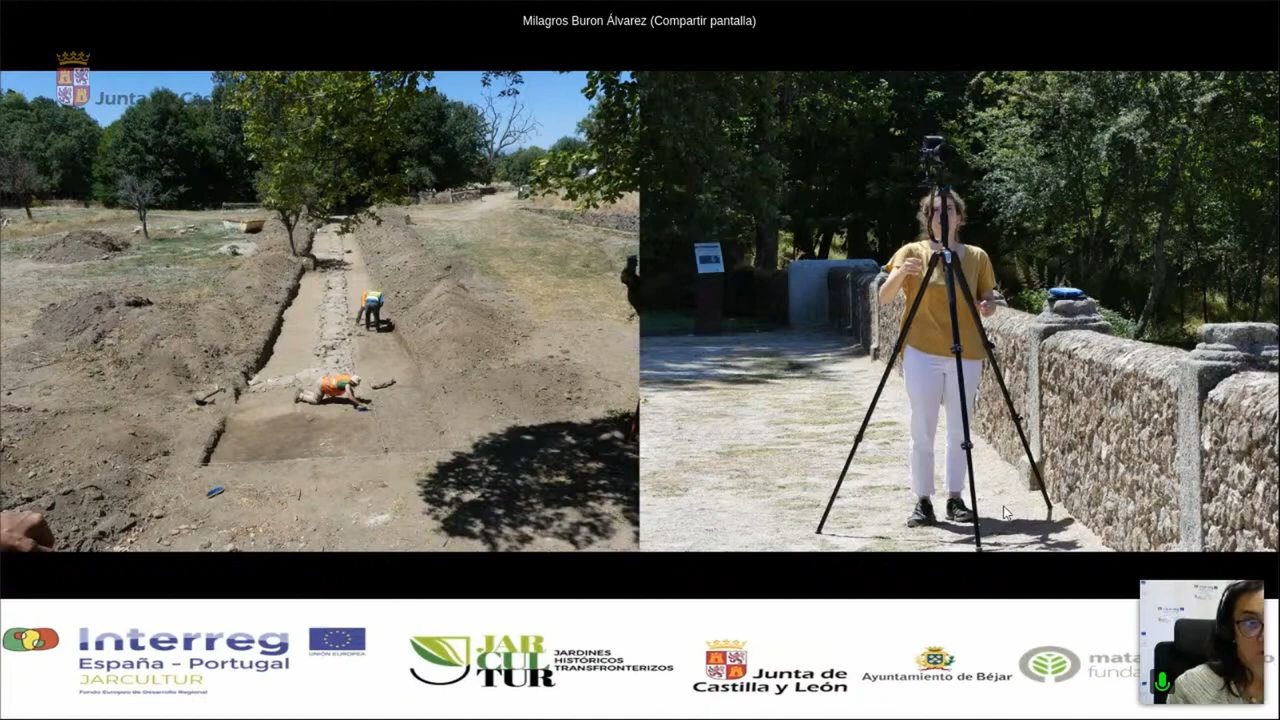 Milagros Buron Álvarez (Compartir pantalla)
Junta de
Interreg
España - Portugal
JARCULTUR
Fondo Europeo de Desarrollo Regional
UNIÓN EUROPEA
JAR
CUL
TUR
JARDINES
HISTÓRICOS
TRANSFRONTERIZOS
Junta de
Castilla y León
Ayuntamiento de Béjar